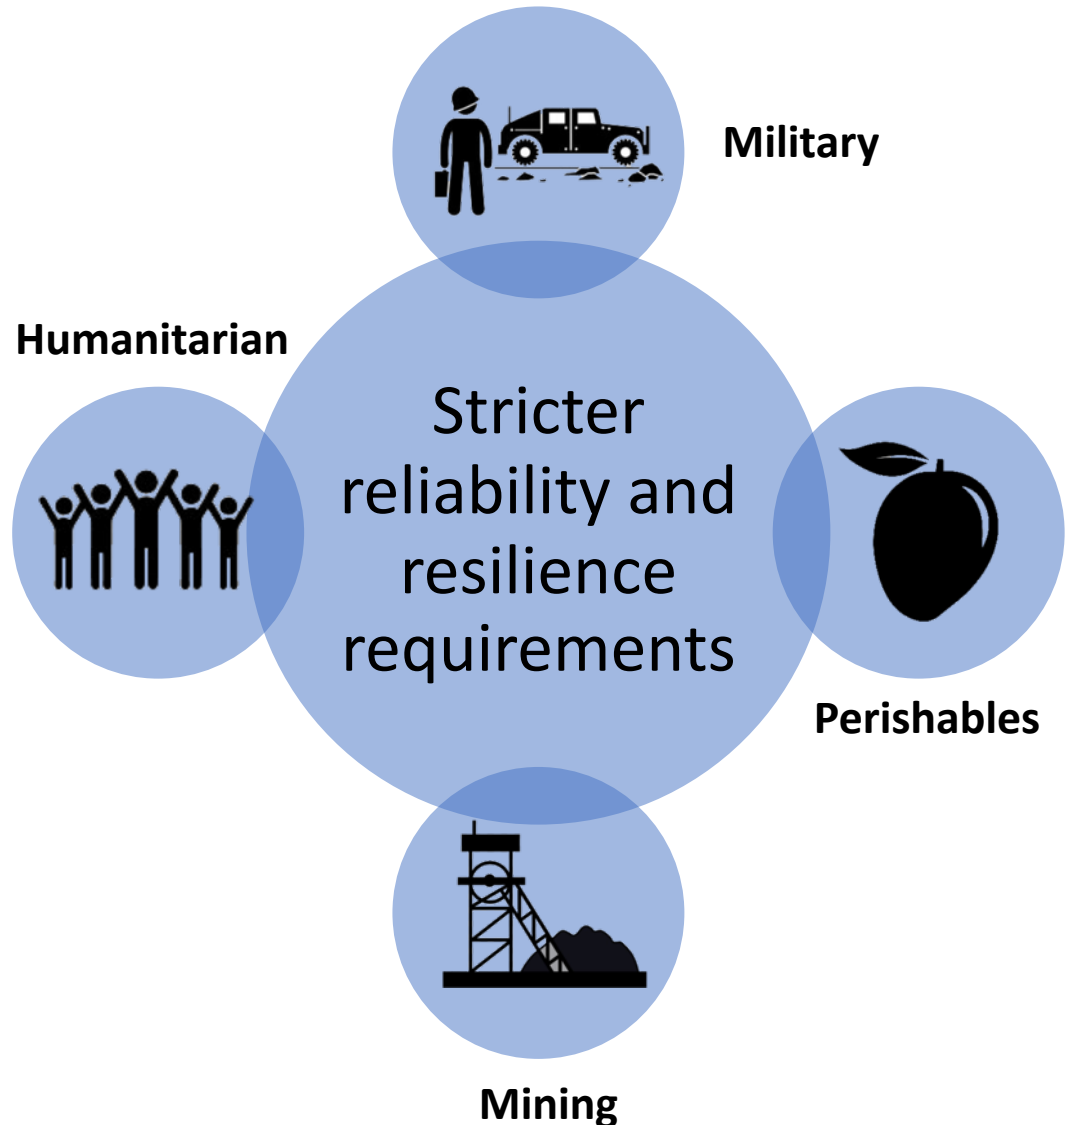 Military
Humanitarian
Stricter
reliability and
resilience
requirements
Perishables
Mining